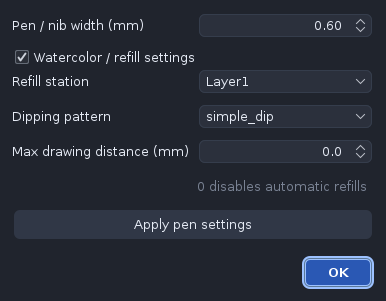 Pen / nib width (mm) 0.60
Watercolor / refill settings
Refill station Layer1
Dipping pattern simple_dip
Max drawing distance (mm) 0.0
0 disables automatic refills
Apply pen settings
OK